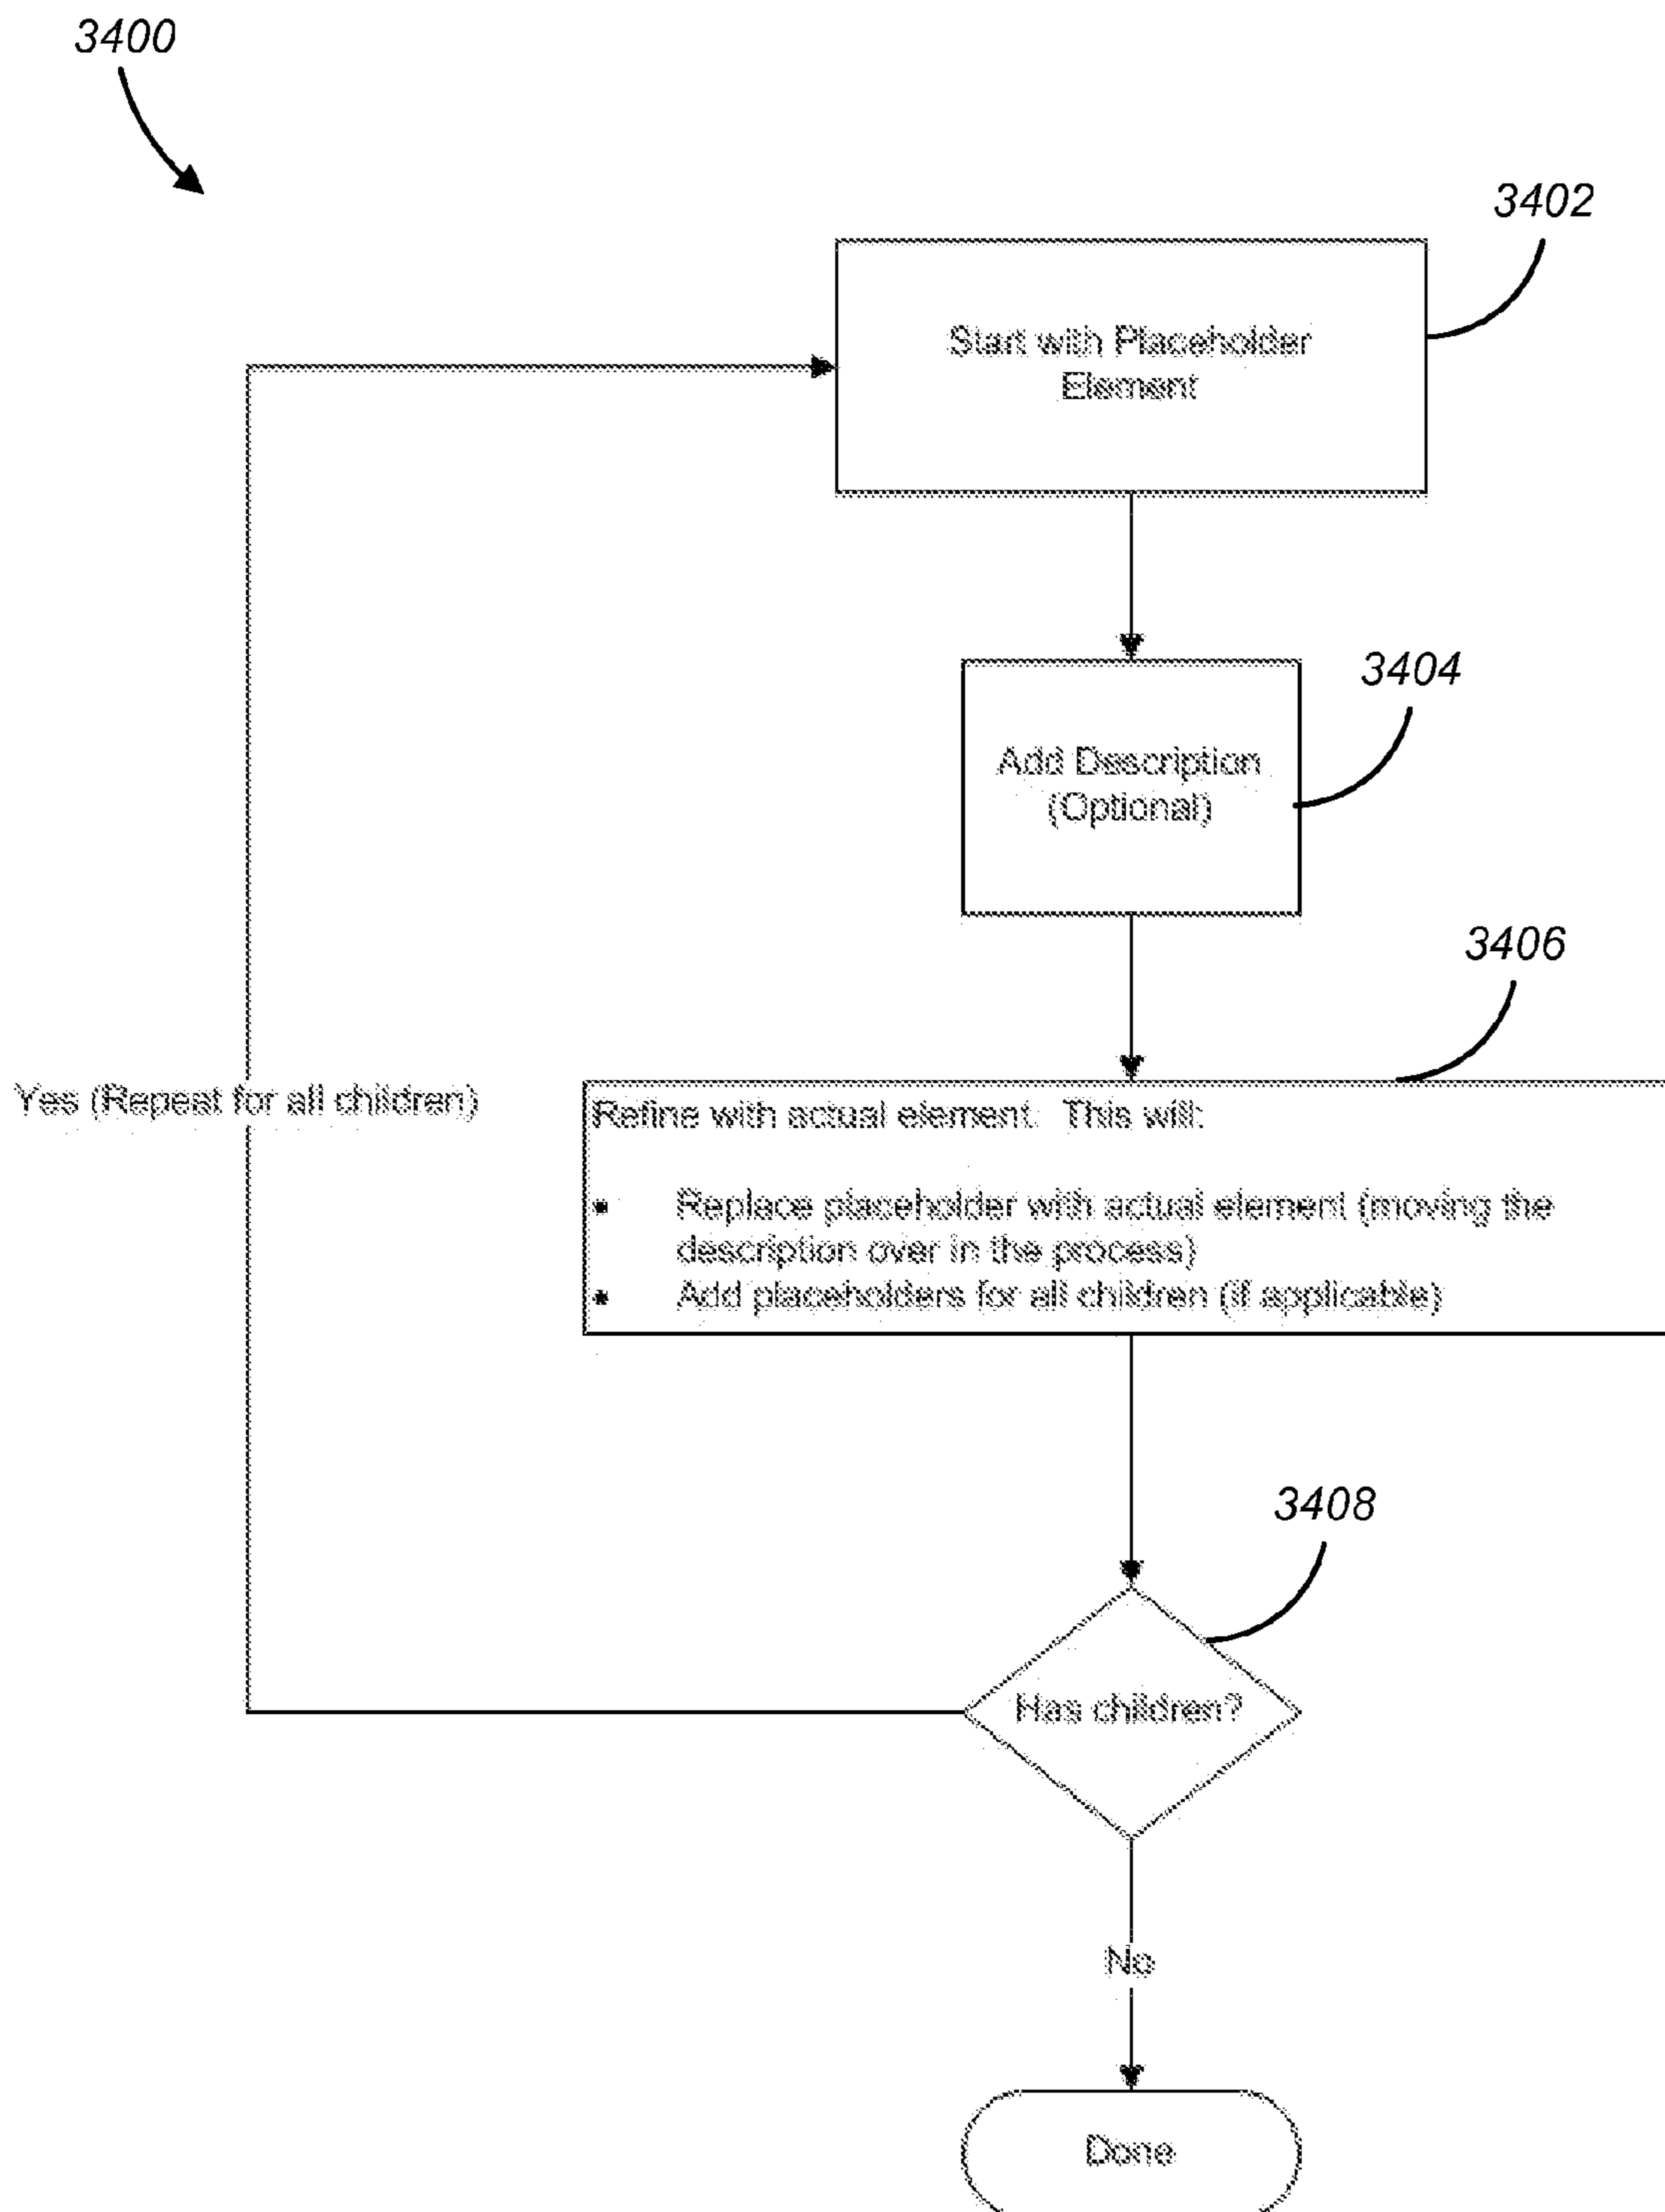 3400
3402
Start with Placeholder
Element
3404
Add Description
(Optional)
3406
Yes (Repeat for all children)
Refine with actual element. This will:
• Replace placeholder with actual element (moving the
description over in the process)
• Add placeholders for all children (if applicable)
3408
Has children?
No
Done